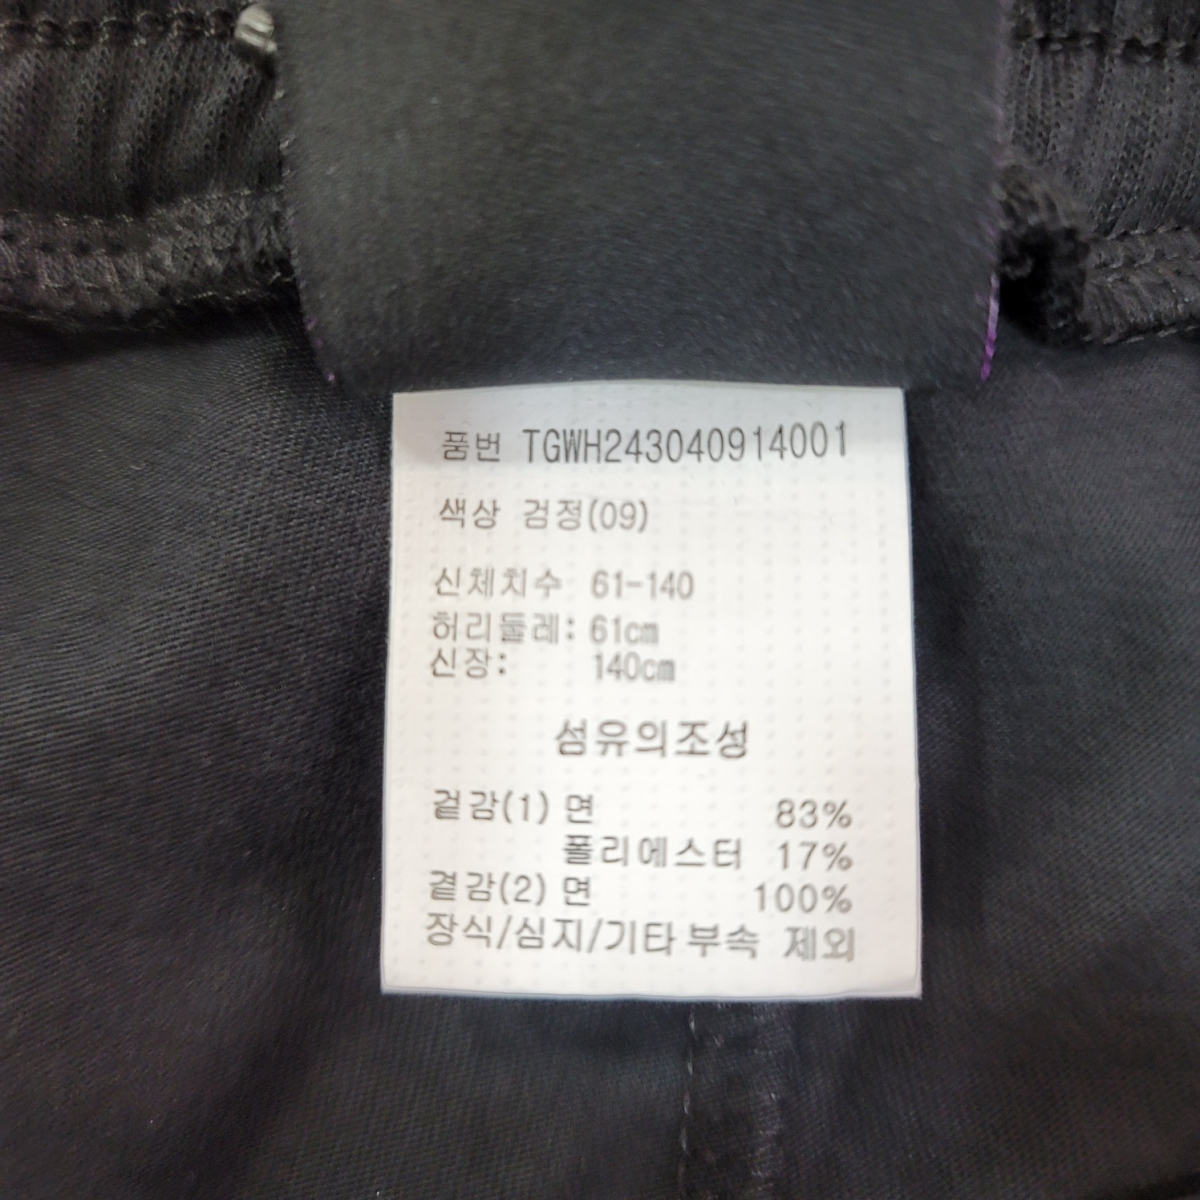 품번 TGWH243040914001
색상 검정(09)
신체치수 61-140
허리둘레: 61cm
신장: 140cm
섬유의조성
겉감(1) 면 83%
폴리에스터 17%
곁감(2) 면 100%
장식/심지/기타부속 제외